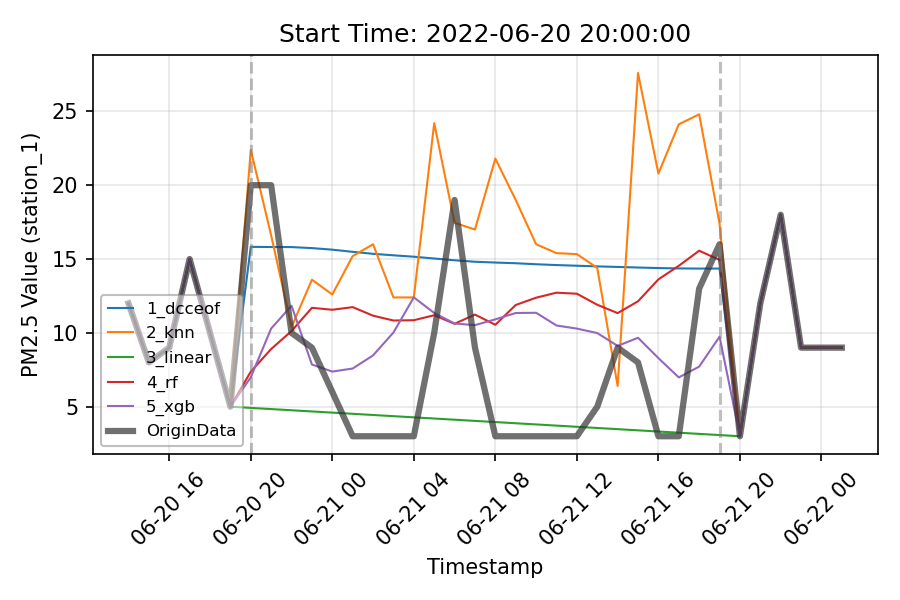 Start Time: 2022-06-20 20:00:00
PM2.5 Value (station_1)
25
20
15
10
5
1_dcceof
2_knn
3_linear
4_rf
5_xgb
OriginData
06-20 16
06-20 20
06-21 00
06-21 04
06-21 08
06-21 12
06-21 16
06-21 20
06-22 00
Timestamp